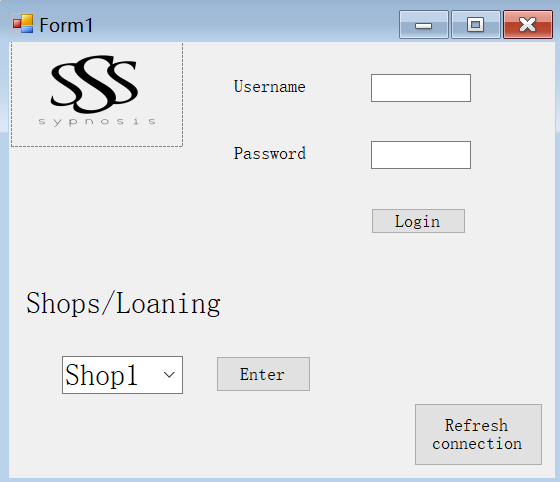 Form1
SSS
sypnosis
Username
Password
Login
Shops/Loaning
Shop1
Enter
Refresh
connection